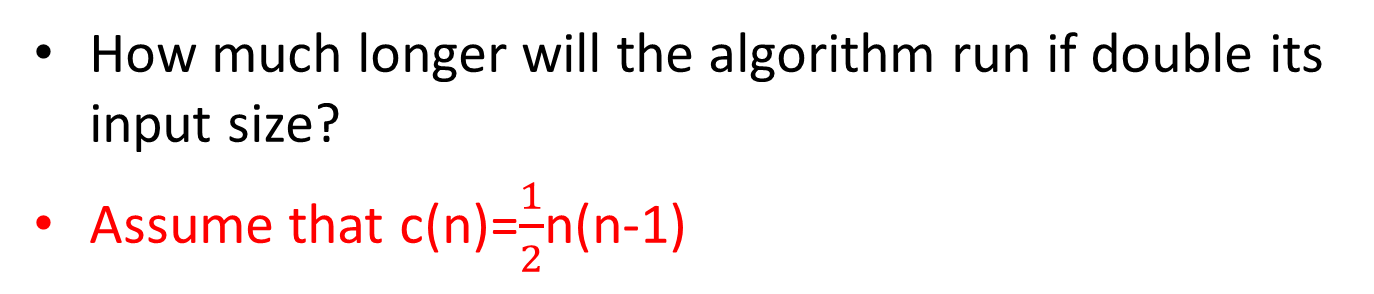 • How much longer will the algorithm run if double its
input size?
• Assume that c(n)=½n(n-1)